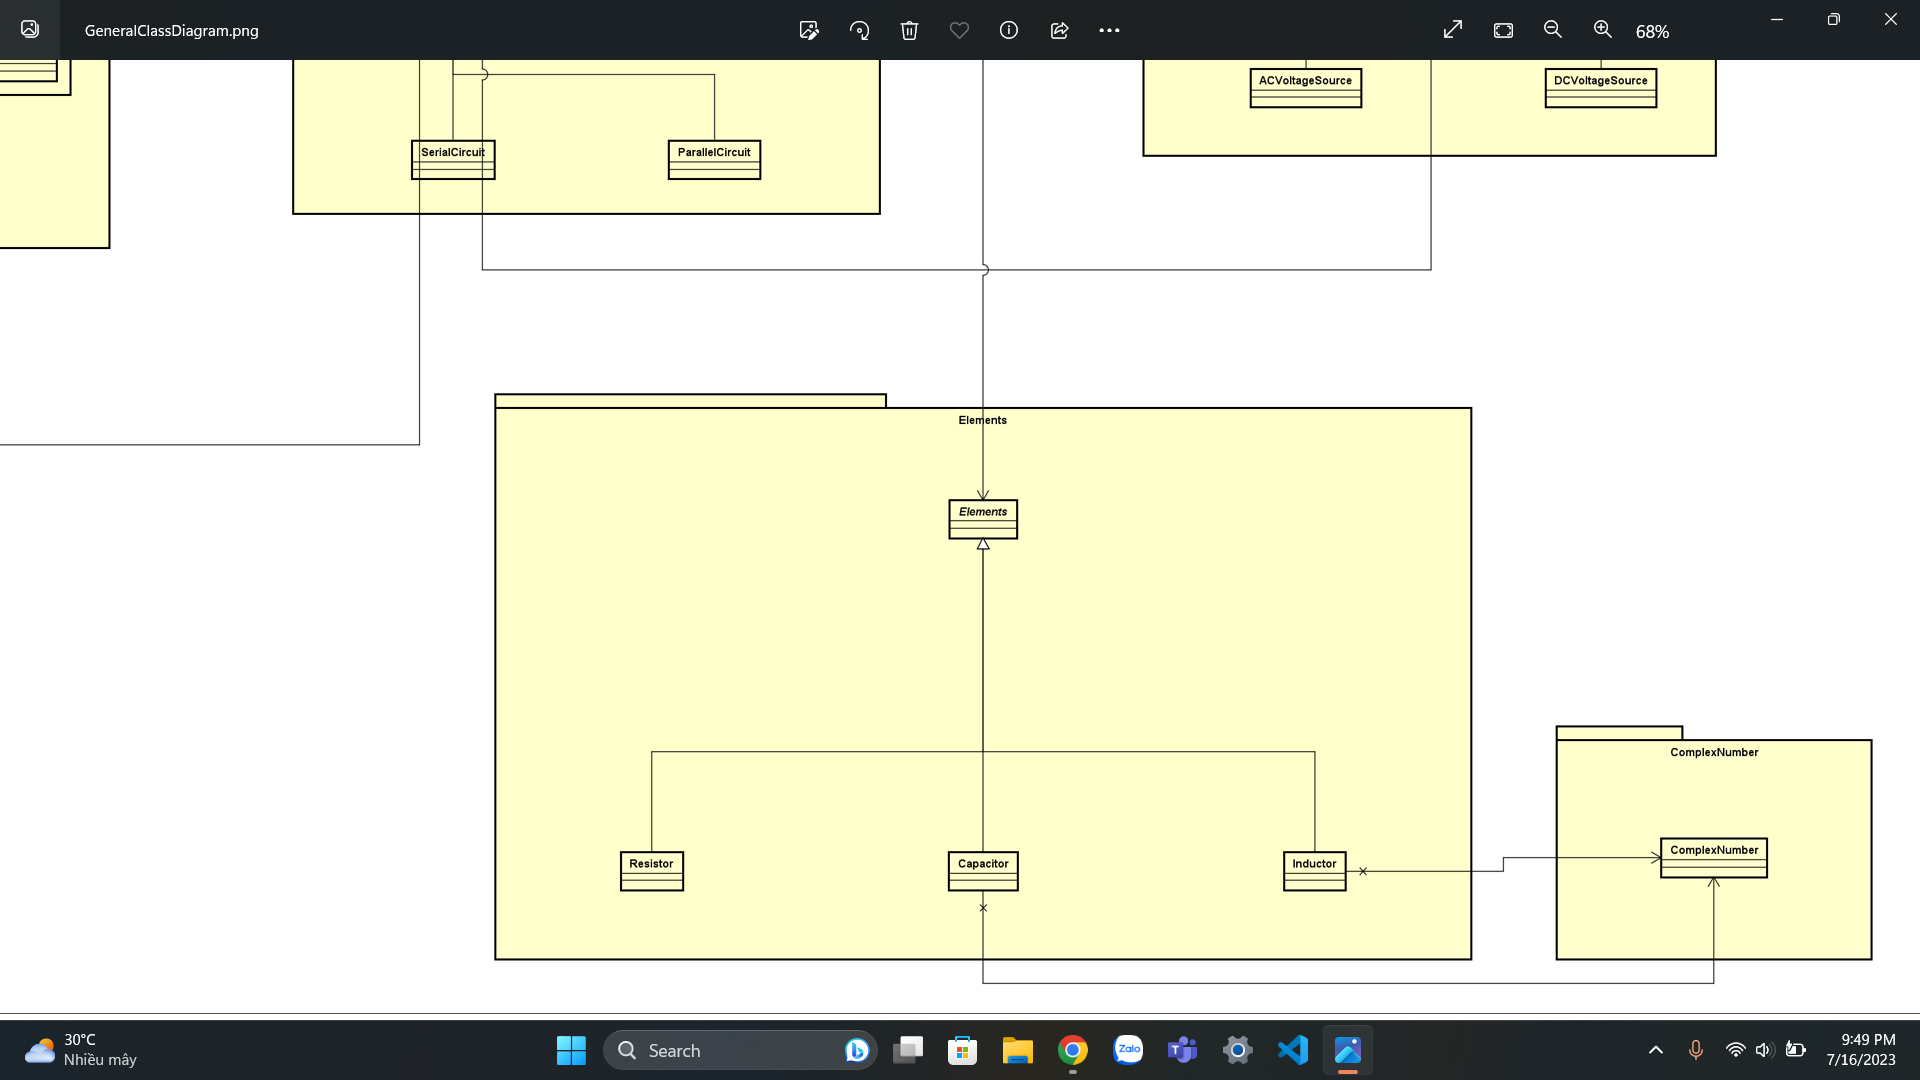 GeneralClassDiagram.png
68%
ACVoltageSource
DCVoltageSource
SerialCircuit
ParallelCircuit
Elements
Elements
ComplexNumber
ComplexNumber
Resistor
Capacitor
Inductor
30°C
Nhiều mây
Search
Zalo
9:49 PM
7/16/2023